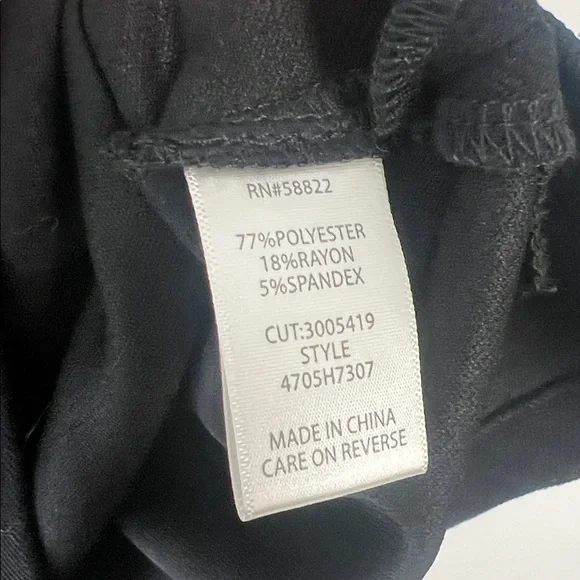 RN#58822
77%POLYESTER
18%RAYON
5%SPANDEX
CUT:3005419
STYLE
4705H7307
MADE IN CHINA
CARE ON REVERSE